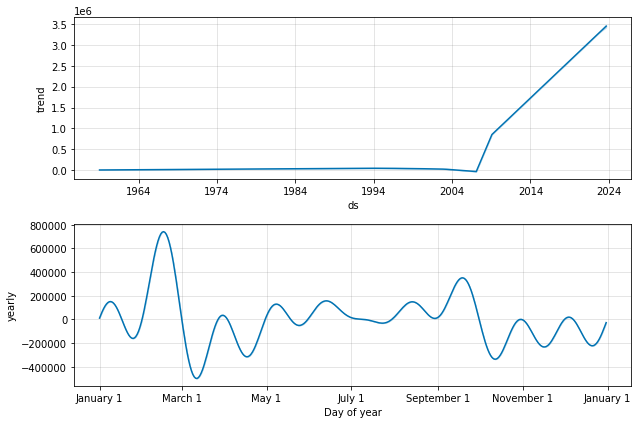 1e6
3.5
3.0
2.5
2.0
1.5
1.0
0.5
0.0
trend
1964 1974 1984 1994 2004 2014 2024
ds
800000
600000
400000
200000
0
−200000
−400000
yearly
January 1 March 1 May 1 July 1 September 1 November 1 January 1
Day of year